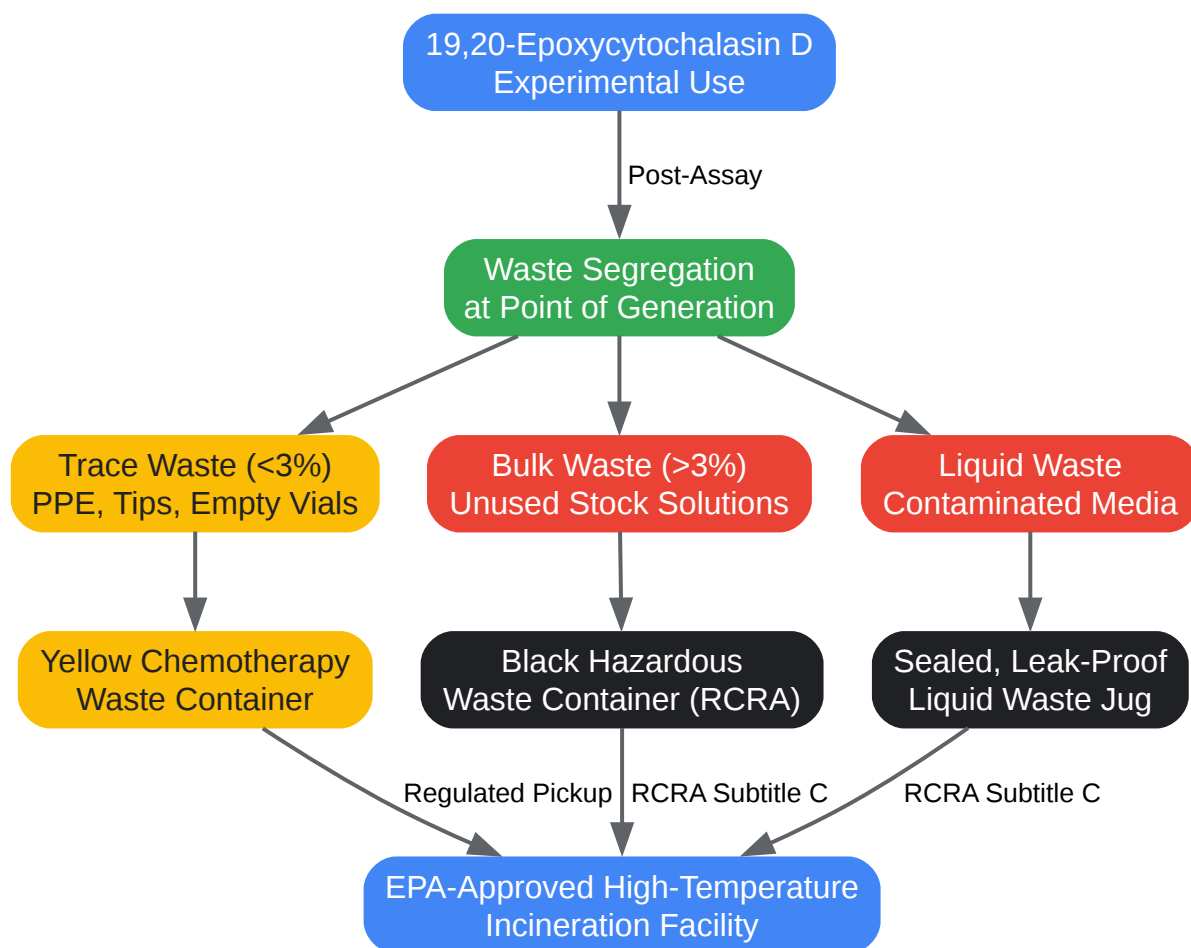 19,20-Epoxycytochalasin D
Experimental Use
Post-Assay
Waste Segregation
at Point of Generation
Trace Waste (<3%)
PPE, Tips, Empty Vials
Bulk Waste (>3%)
Unused Stock Solutions
Liquid Waste
Contaminated Media
Yellow Chemotherapy
Waste Container
Black Hazardous
Waste Container (RCRA)
Sealed, Leak-Proof
Liquid Waste Jug
Regulated Pickup
RCRA Subtitle C
RCRA Subtitle C
EPA-Approved High-Temperature
Incineration Facility